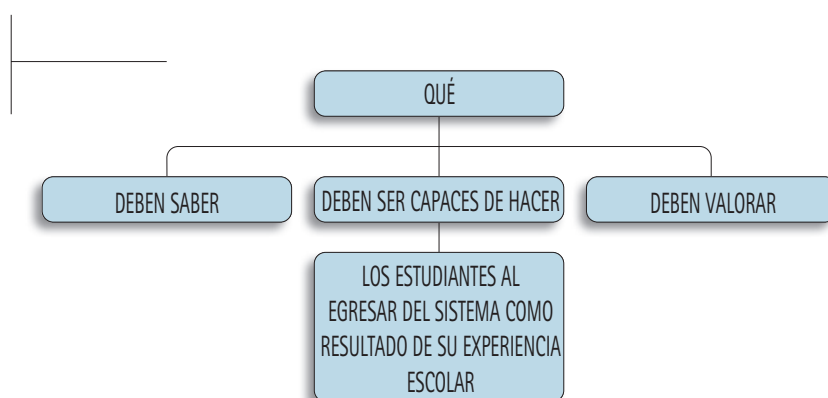 QUÉ
DEBEN SABER
DEBEN SER CAPACES DE HACER
DEBEN VALORAR
LOS ESTUDIANTES AL
EGRESAR DEL SISTEMA COMO
RESULTADO DE SU EXPERIENCIA
ESCOLAR